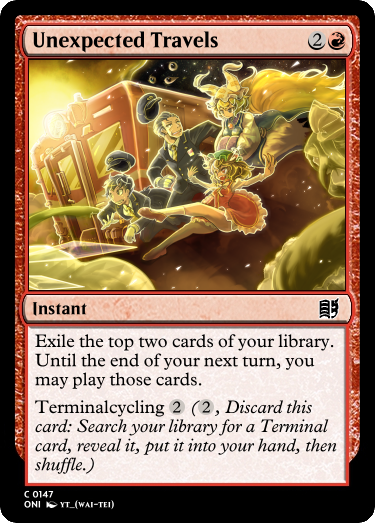 Unexpected Travels 2
Instant
Exile the top two cards of your library.
Until the end of your next turn, you
may play those cards.
Terminalcycling 2 (2, Discard this
card: Search your library for a Terminal
card, reveal it, put it into your hand, then
shuffle.)
C 0147
ONI YT_(WAI-TEI)